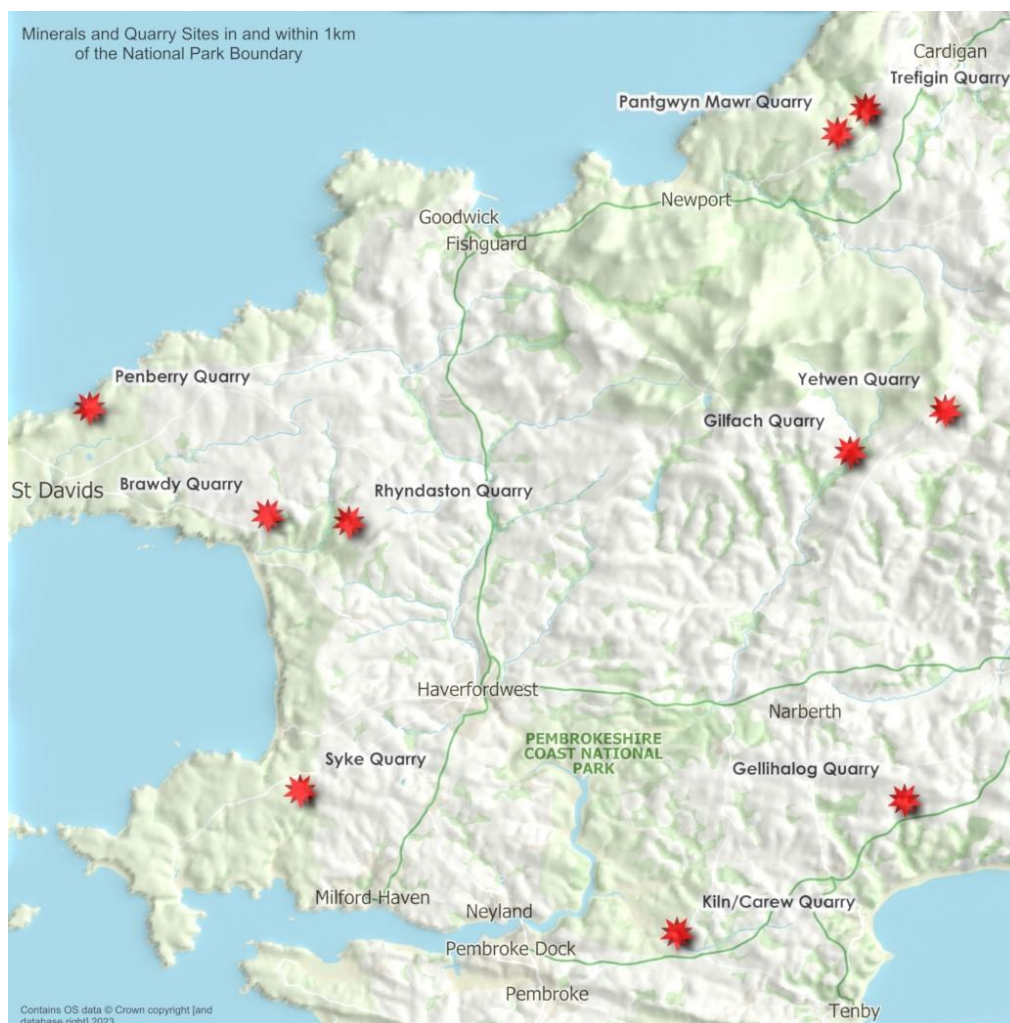 Minerals and Quarry Sites in and within 1km
of the National Park Boundary
Cardigan
Trefigin Quarry
Pantgwyn Mawr Quarry
Newport
Goodwick
Fishguard
Penberry Quarry
Yetwen Quarry
Gilfach Quarry
St Davids
Brawdy Quarry
Rhyndaston Quarry
Haverfordwest
Narberth
PEMBROKESHIRE
COAST NATIONAL
PARK
Syke Quarry
Gellihalog Quarry
Milford Haven
Neyland
Kiln/Carew Quarry
Pembroke Dock
Pembroke
Tenby
Contains OS data © Crown copyright [and
database right] 2023